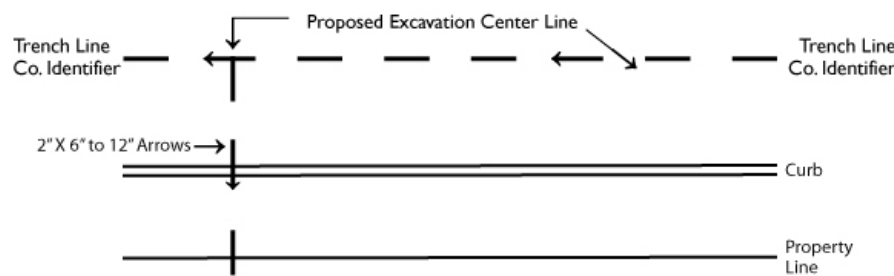 Proposed Excavation Center Line
Trench Line
Co. Identifier
Trench Line
Co. Identifier
2" X 6" to 12" Arrows
Curb
Property
Line